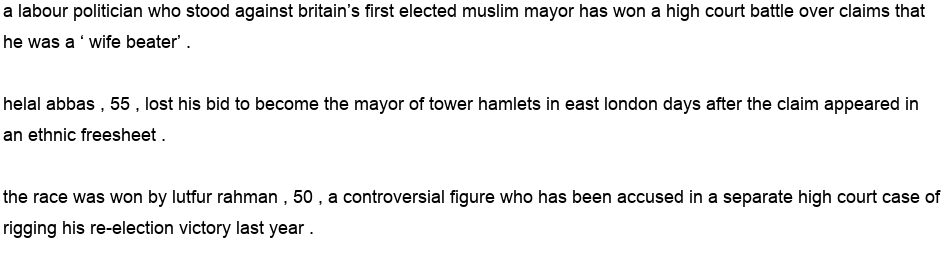 a labour politician who stood against britain’s first elected muslim mayor has won a high court battle over claims that
he was a ‘ wife beater’ .
helal abbas , 55 , lost his bid to become the mayor of tower hamlets in east london days after the claim appeared in
an ethnic freesheet .
the race was won by lutfur rahman , 50 , a controversial figure who has been accused in a separate high court case of
rigging his re-election victory last year .